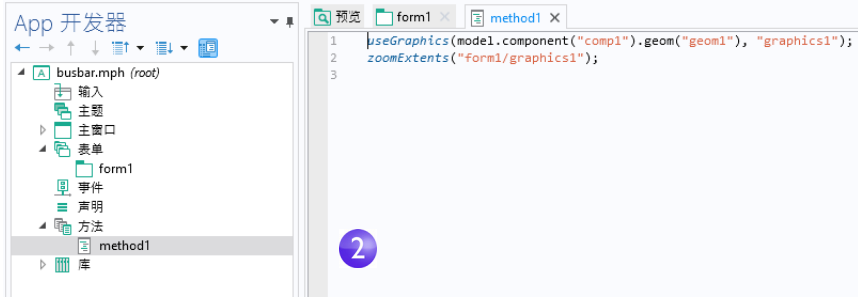 App 开发器
busbar.mph (root)
输入
主题
主窗口
表单
form1
事件
声明
方法
method1
库
预览 form1 method1
1 useGraphics(model.component("comp1").geom("geom1"), "graphics1");
2 zoomExtents("form1/graphics1");
3
2